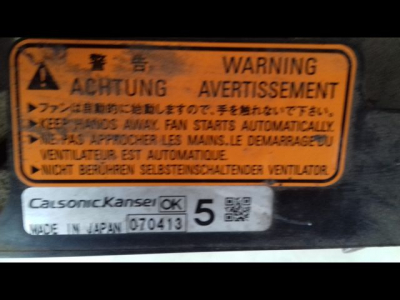 警告 WARNING
ACHTUNG AVERTISSEMENT
▶ファンは自動的に始動しますので、手を触れないで下さい。
▶KEEP HANDS AWAY. FAN STARTS AUTOMATICALLY.
▶NE PAS APPROCHER LES MAINS. LE DEMARRAGE DU
VENTILATEUR EST AUTOMATIQUE.
▶NICHT BERÜHREN SELBSTEINSCHALTENDER VENTILATOR.
CalsonicKansei OK 5
MADE IN JAPAN 070413